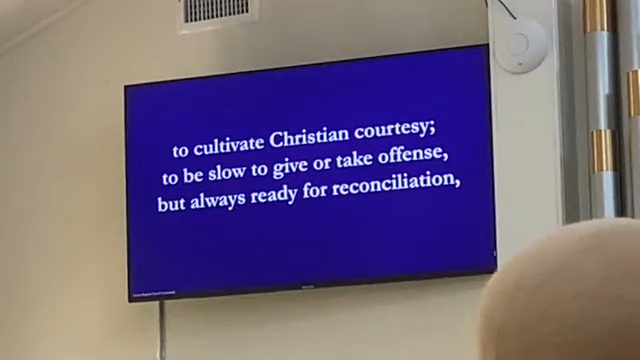 to cultivate Christian courtesy;
to be slow to give or take offense,
but always ready for reconciliation,